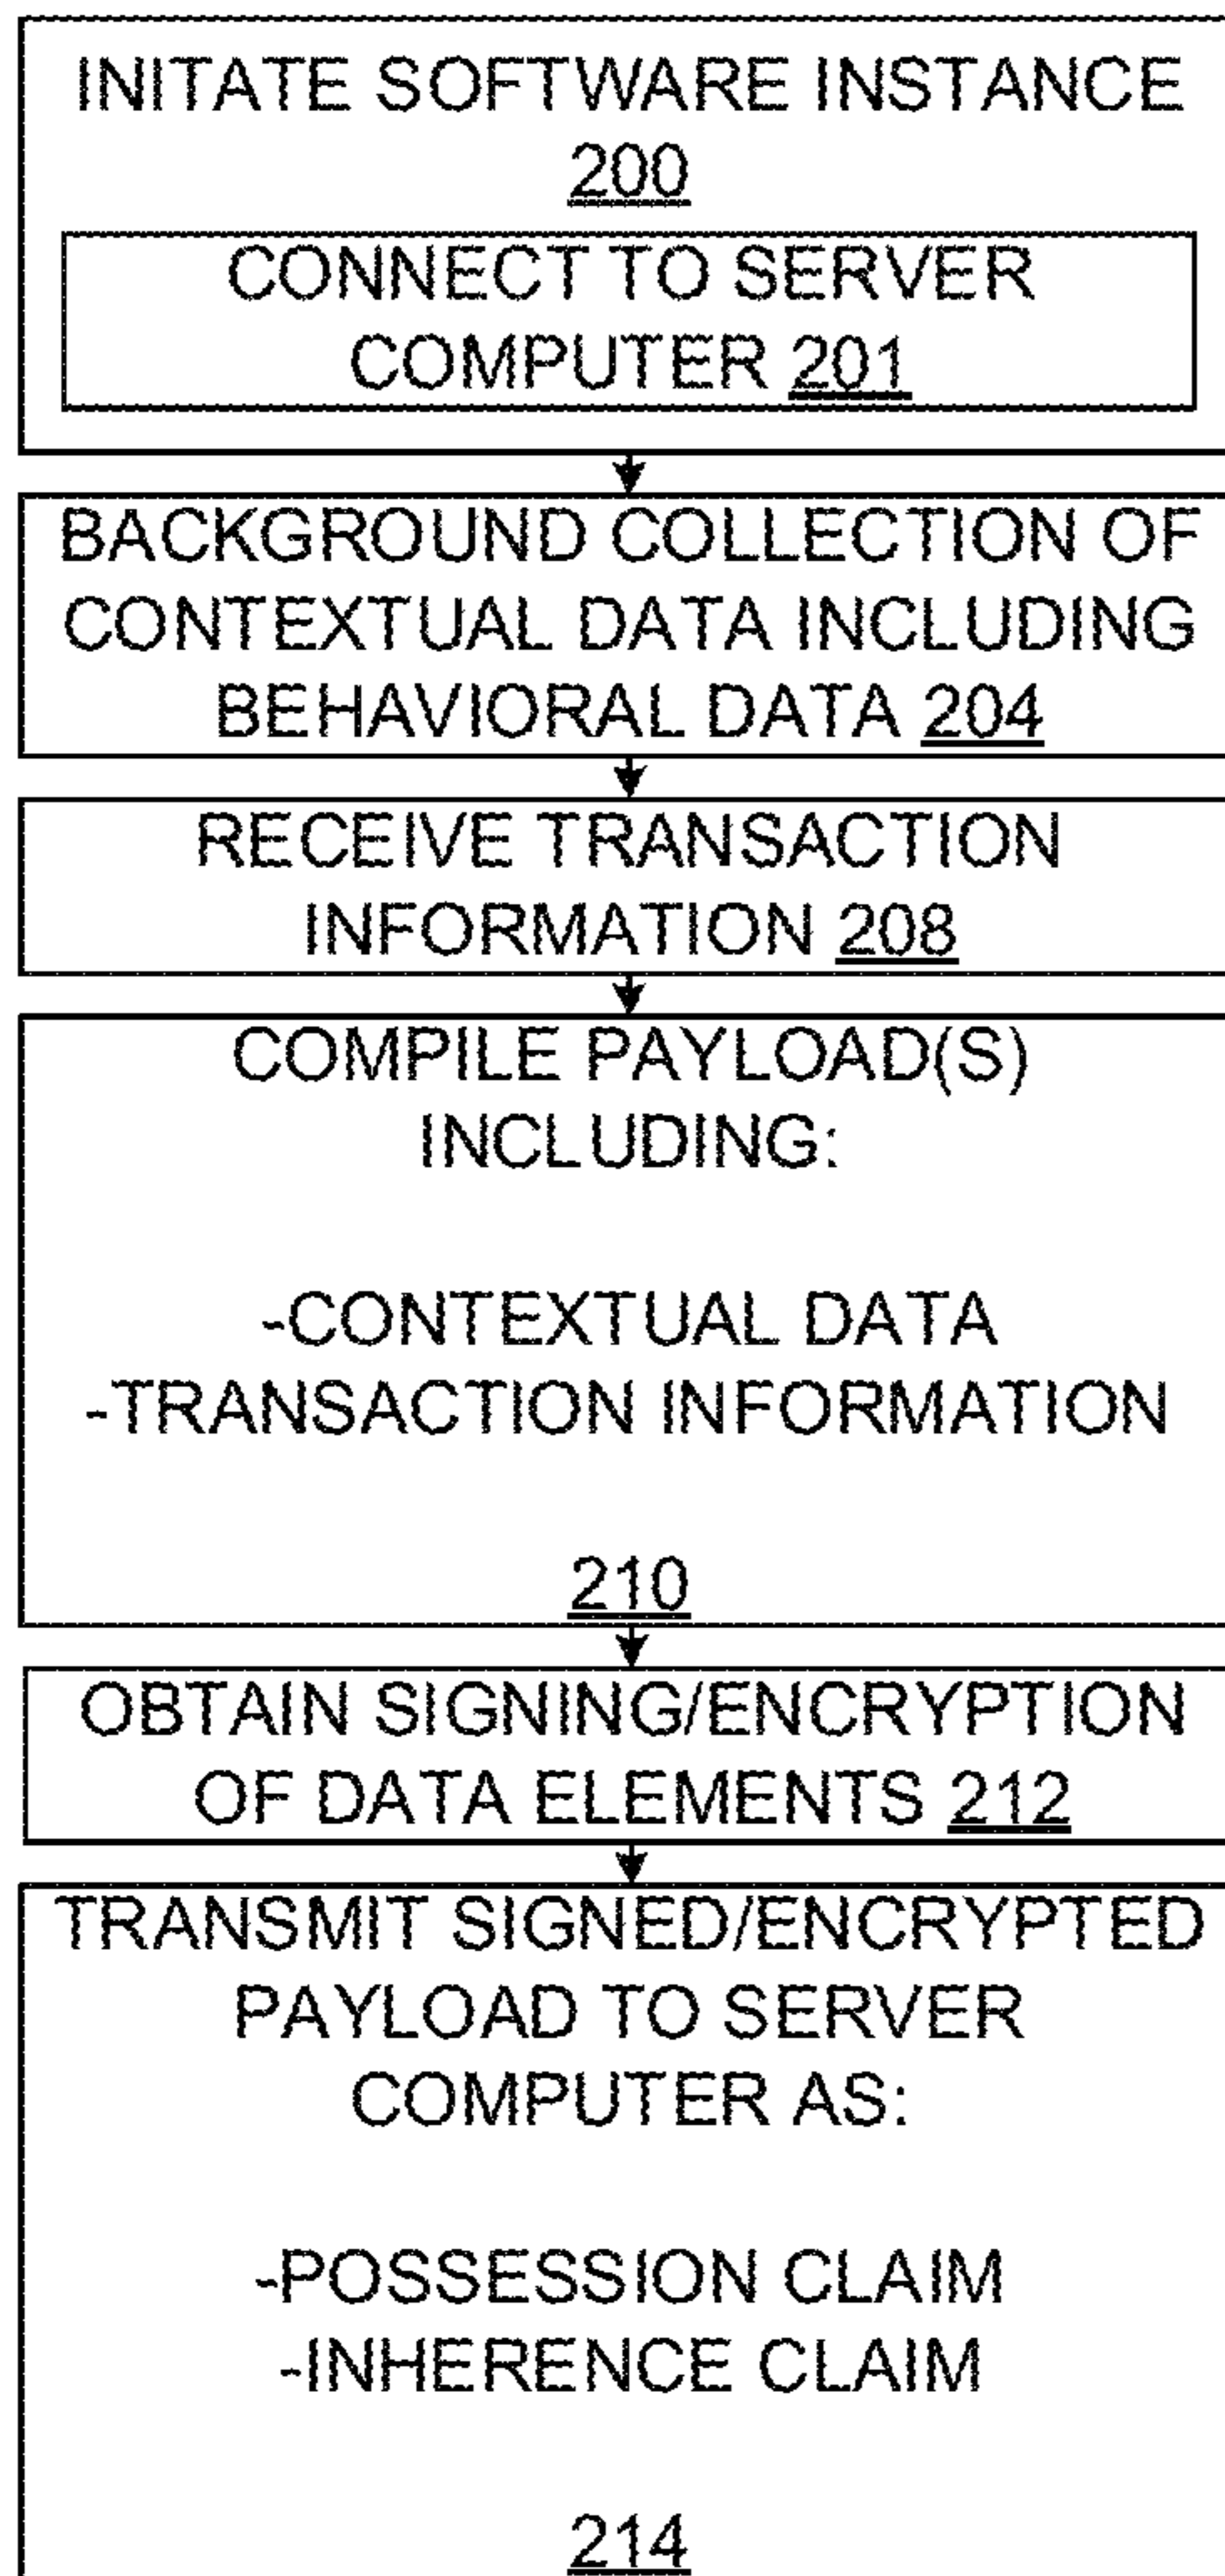 INITATE SOFTWARE INSTANCE
200
CONNECT TO SERVER
COMPUTER 201
BACKGROUND COLLECTION OF
CONTEXTUAL DATA INCLUDING
BEHAVIORAL DATA 204
RECEIVE TRANSACTION
INFORMATION 208
COMPILE PAYLOAD(S)
INCLUDING:
-CONTEXTUAL DATA
-TRANSACTION INFORMATION
210
OBTAIN SIGNING/ENCRYPTION
OF DATA ELEMENTS 212
TRANSMIT SIGNED/ENCRYPTED
PAYLOAD TO SERVER
COMPUTER AS:
-POSSESSION CLAIM
-INHERENCE CLAIM
214